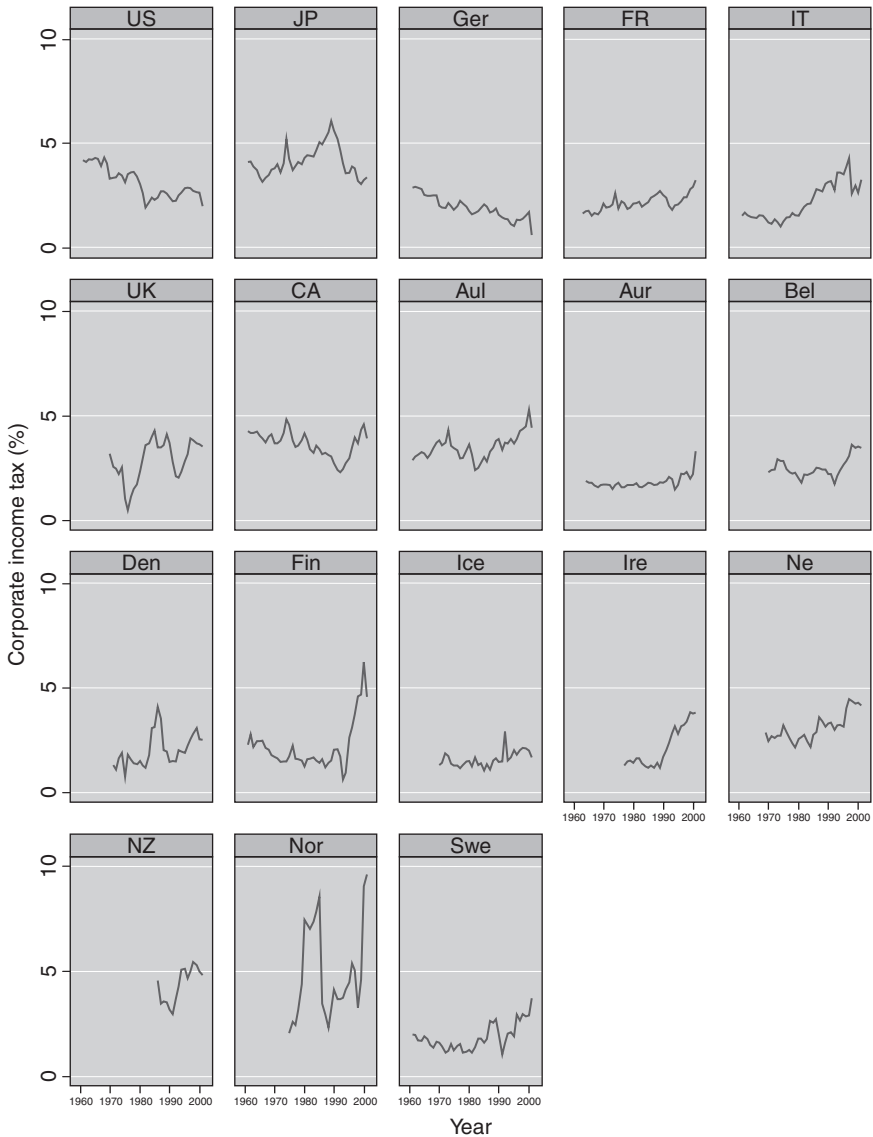 US JP Ger FR IT
10
5
0
UK CA Aul Aur Bel
10
5
0
Corporate income tax (%)
Den Fin Ice Ire Ne
10
5
0
1960 1970 1980 1990 2000 1960 1970 1980 1990 2000
NZ Nor Swe
10
5
0
1960 1970 1980 1990 2000 1960 1970 1980 1990 2000 1960 1970 1980 1990 2000
Year